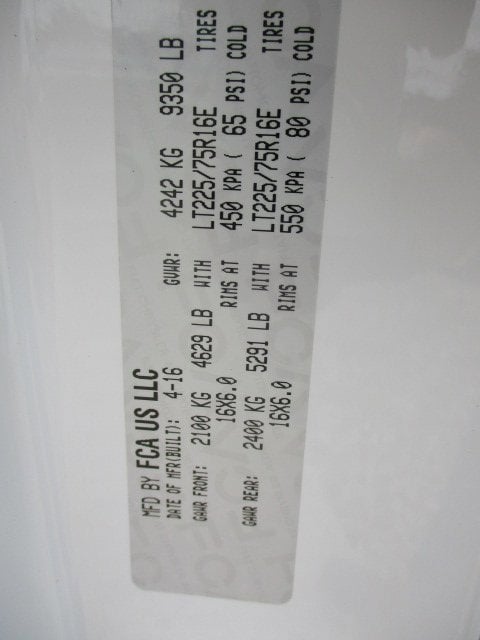 MFD BY FCA US LLC
DATE OF MFR(BUILT): 4-16 GVWR: 4242 KG 9350 LB
GAWR FRONT: 2100 KG 4629 LB WITH LT225/75R16E TIRES
16X6.0 RIMS AT 450 KPA ( 65 PSI) COLD
GAWR REAR: 2400 KG 5291 LB WITH LT225/75R16E TIRES
16X6.0 RIMS AT 550 KPA ( 80 PSI) COLD